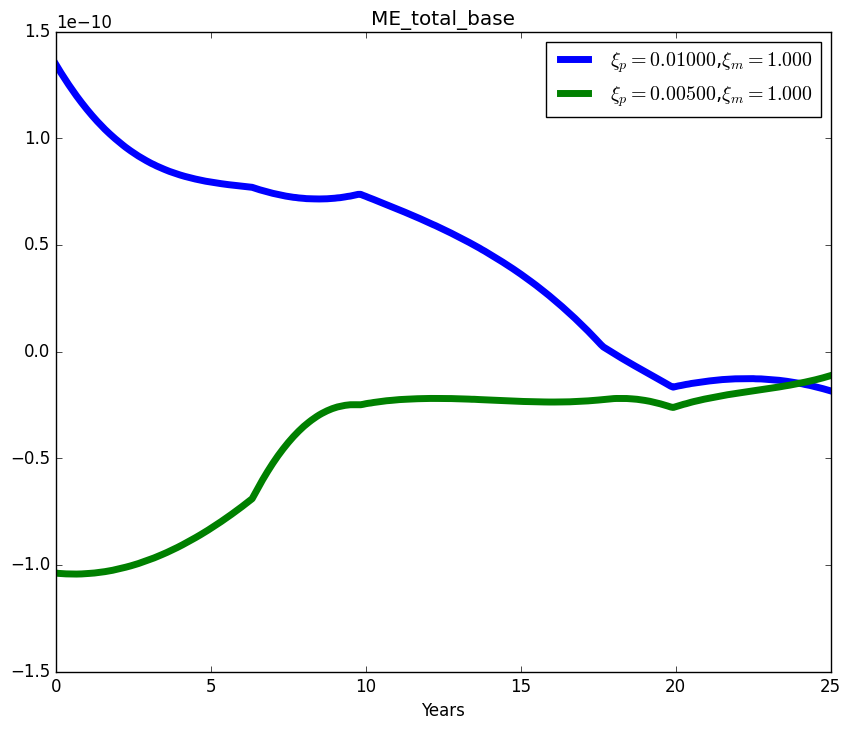 ME_total_base
1e−10
1.5
1.0
0.5
0.0
−0.5
−1.0
−1.5
0 5 10 15 20 25
Years
ξp = 0.01000,ξm = 1.000
ξp = 0.00500,ξm = 1.000